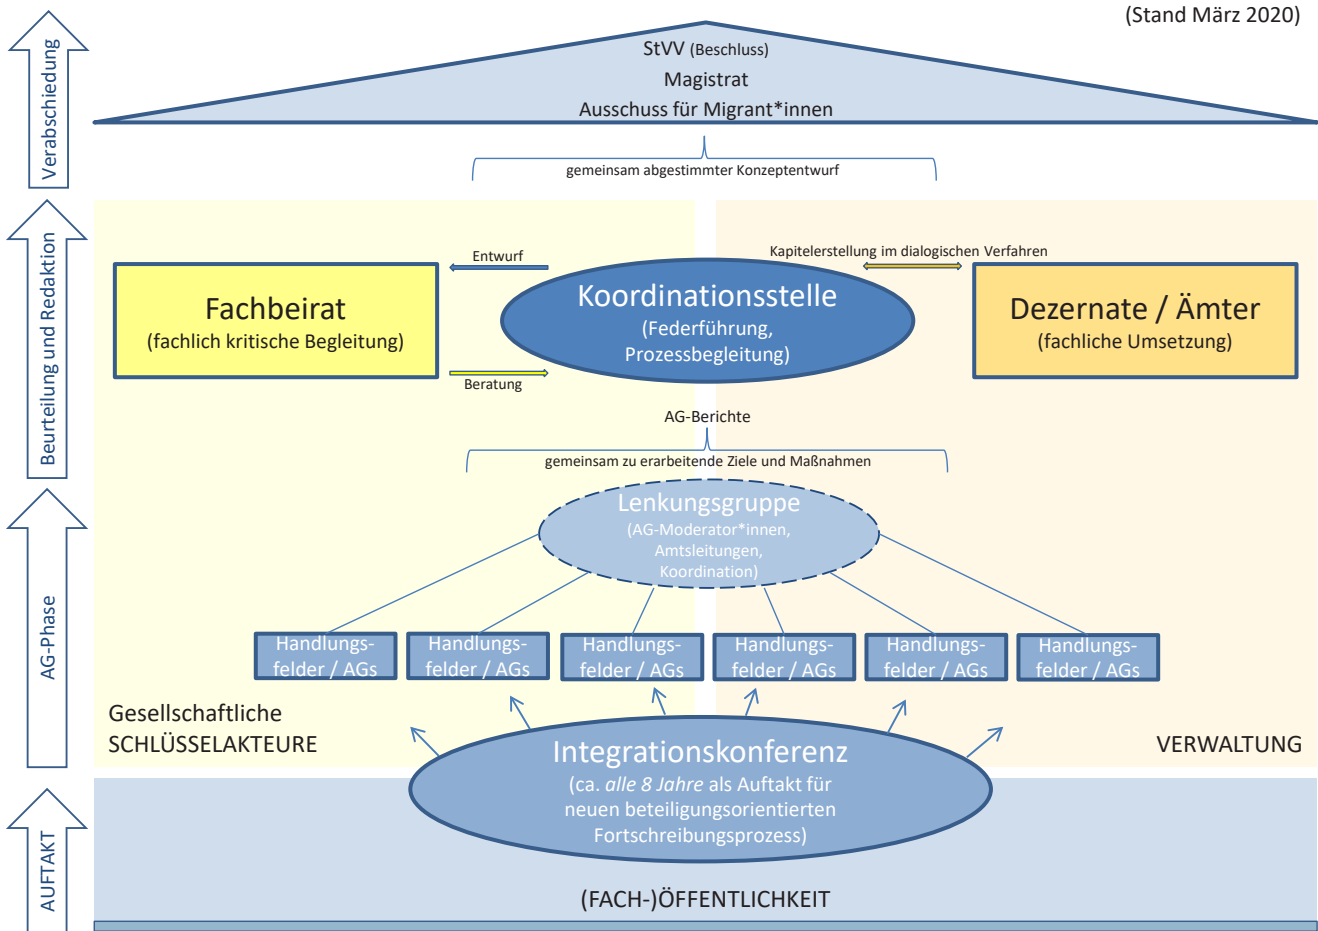 (Stand März 2020)
Verabschiedung
StVV (Beschluss)
Magistrat
Ausschuss für Migrant*innen
gemeinsam abgestimmter Konzeptentwurf
Beurteilung und Redaktion
Entwurf
Kapitelerstellung im dialogischen Verfahren
Fachbeirat
(fachlich kritische Begleitung)
Koordinationsstelle
(Federführung,
Prozessbegleitung)
Dezernate / Ämter
(fachliche Umsetzung)
Beratung
AG-Berichte
gemeinsam zu erarbeitende Ziele und Maßnahmen
AG-Phase
Lenkungsgruppe
(AG-Moderator*innen,
Amtsleitungen,
Koordination)
Handlungs-
felder / AGs
Handlungs-
felder / AGs
Handlungs-
felder / AGs
Handlungs-
felder / AGs
Handlungs-
felder / AGs
Handlungs-
felder / AGs
Gesellschaftliche
SCHLÜSSELAKTEURE
VERWALTUNG
Integrationskonferenz
(ca. alle 8 Jahre als Auftakt für
neuen beteiligungsorientierten
Fortschreibungsprozess)
AUFTAKT
(FACH-)ÖFFENTLICHKEIT